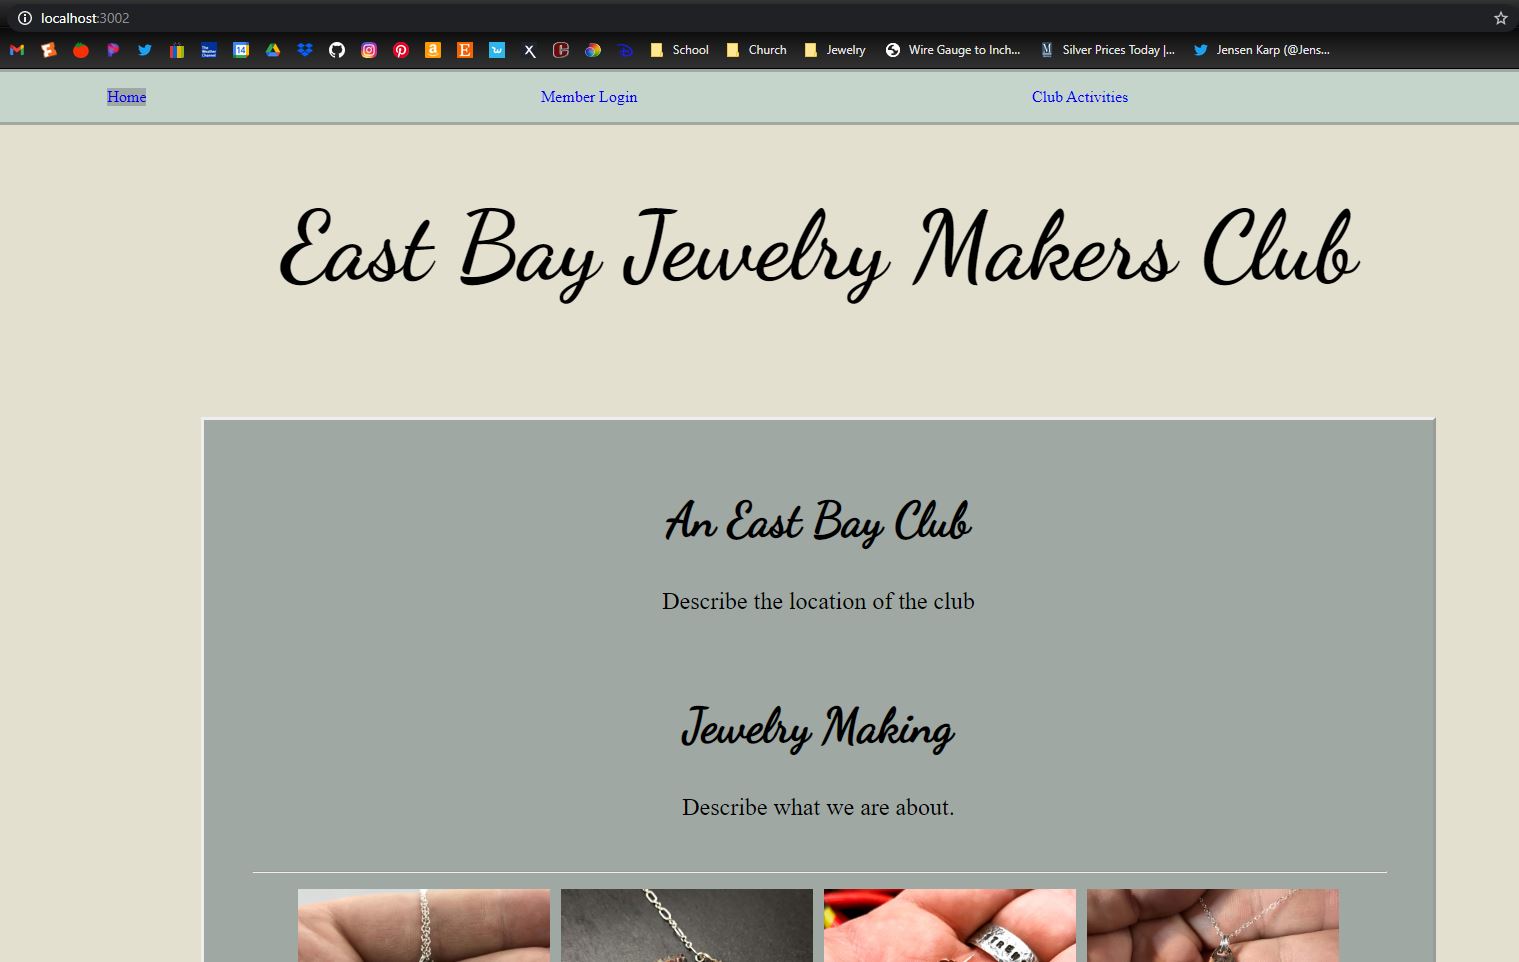 localhost:3002
School Church Jewelry Wire Gauge to Inch... Silver Prices Today |... Jensen Karp (@Jens...
Home Member Login Club Activities
East Bay Jewelry Makers Club
An East Bay Club
Describe the location of the club
Jewelry Making
Describe what we are about.